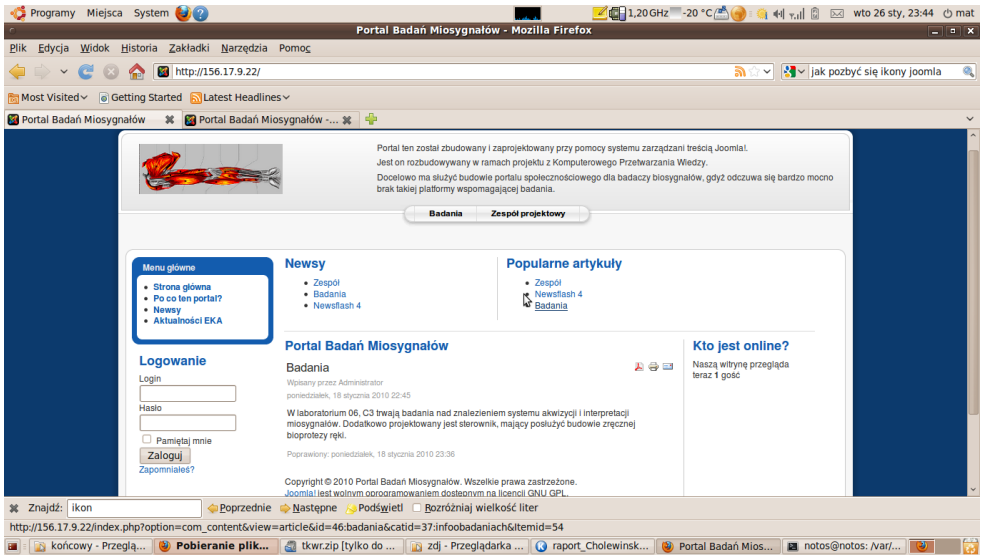 Programy Miejsca System 1,20 GHz -20 °C wto 26 sty, 23:44 mat
Portal Badań Miosygnałów - Mozilla Firefox
Plik Edycja Widok Historia Zakładki Narzędzia Pomoc
http://156.17.9.22/ jak pozbyć się ikony joomla
Most Visited Getting Started Latest Headlines
Portal Badań Miosygnałów Portal Badań Miosygnałów -...
Portal ten został zbudowany i zaprojektowany przy pomocy systemu zarządzani treścią Joomla!.
Jest on rozbudowywany w ramach projektu z Komputerowego Przetwarzania Wiedzy.
Docelowo ma służyć budowie portalu społecznościowego dla badaczy biosygnałów, gdyż odczuwa się bardzo mocno
brak takiej platformy wspomagającej badania.
Badania Zespół projektowy
Menu główne
Strona główna
Po co ten portal?
Newsy
Aktualności EKA
Newsy
Zespół
Badania
Newsflash 4
Popularne artykuły
Zespół
Newsflash 4
Badania
Logowanie
Login
Hasło
Pamiętaj mnie
Zaloguj
Zapomniałeś?
Portal Badań Miosygnałów
Badania
Wpisany przez Administrator
poniedziałek, 18 stycznia 2010 22:45
W laboratorium 06, C3 trwają badania nad znalezieniem systemu akwizycji i interpretacji
miosygnałów. Dodatkowo projektowany jest sterownik, mający posłużyć budowie zręcznej
bioprotezy ręki.
Poprawiony: poniedziałek, 18 stycznia 2010 23:36
Copyright © 2010 Portal Badań Miosygnałów. Wszelkie prawa zastrzeżone.
Joomla! jest wolnym oprogramowaniem dostępnym na licencji GNU GPL.
Kto jest online?
Naszą witrynę przegląda
teraz 1 gość
Znajdź: ikon Poprzednie Następne Podświetl Rozróżniaj wielkość liter
http://156.17.9.22/index.php?option=com_content&view=article&id=46:badania&catid=37:infoobadaniach&Itemid=54
końcowy - Przeglą... Pobieranie plik... tkwr.zip [tylko do ... zdj - Przeglądarka ... raport_Cholewinsk... Portal Badań Mios... notos@notos: /var/...